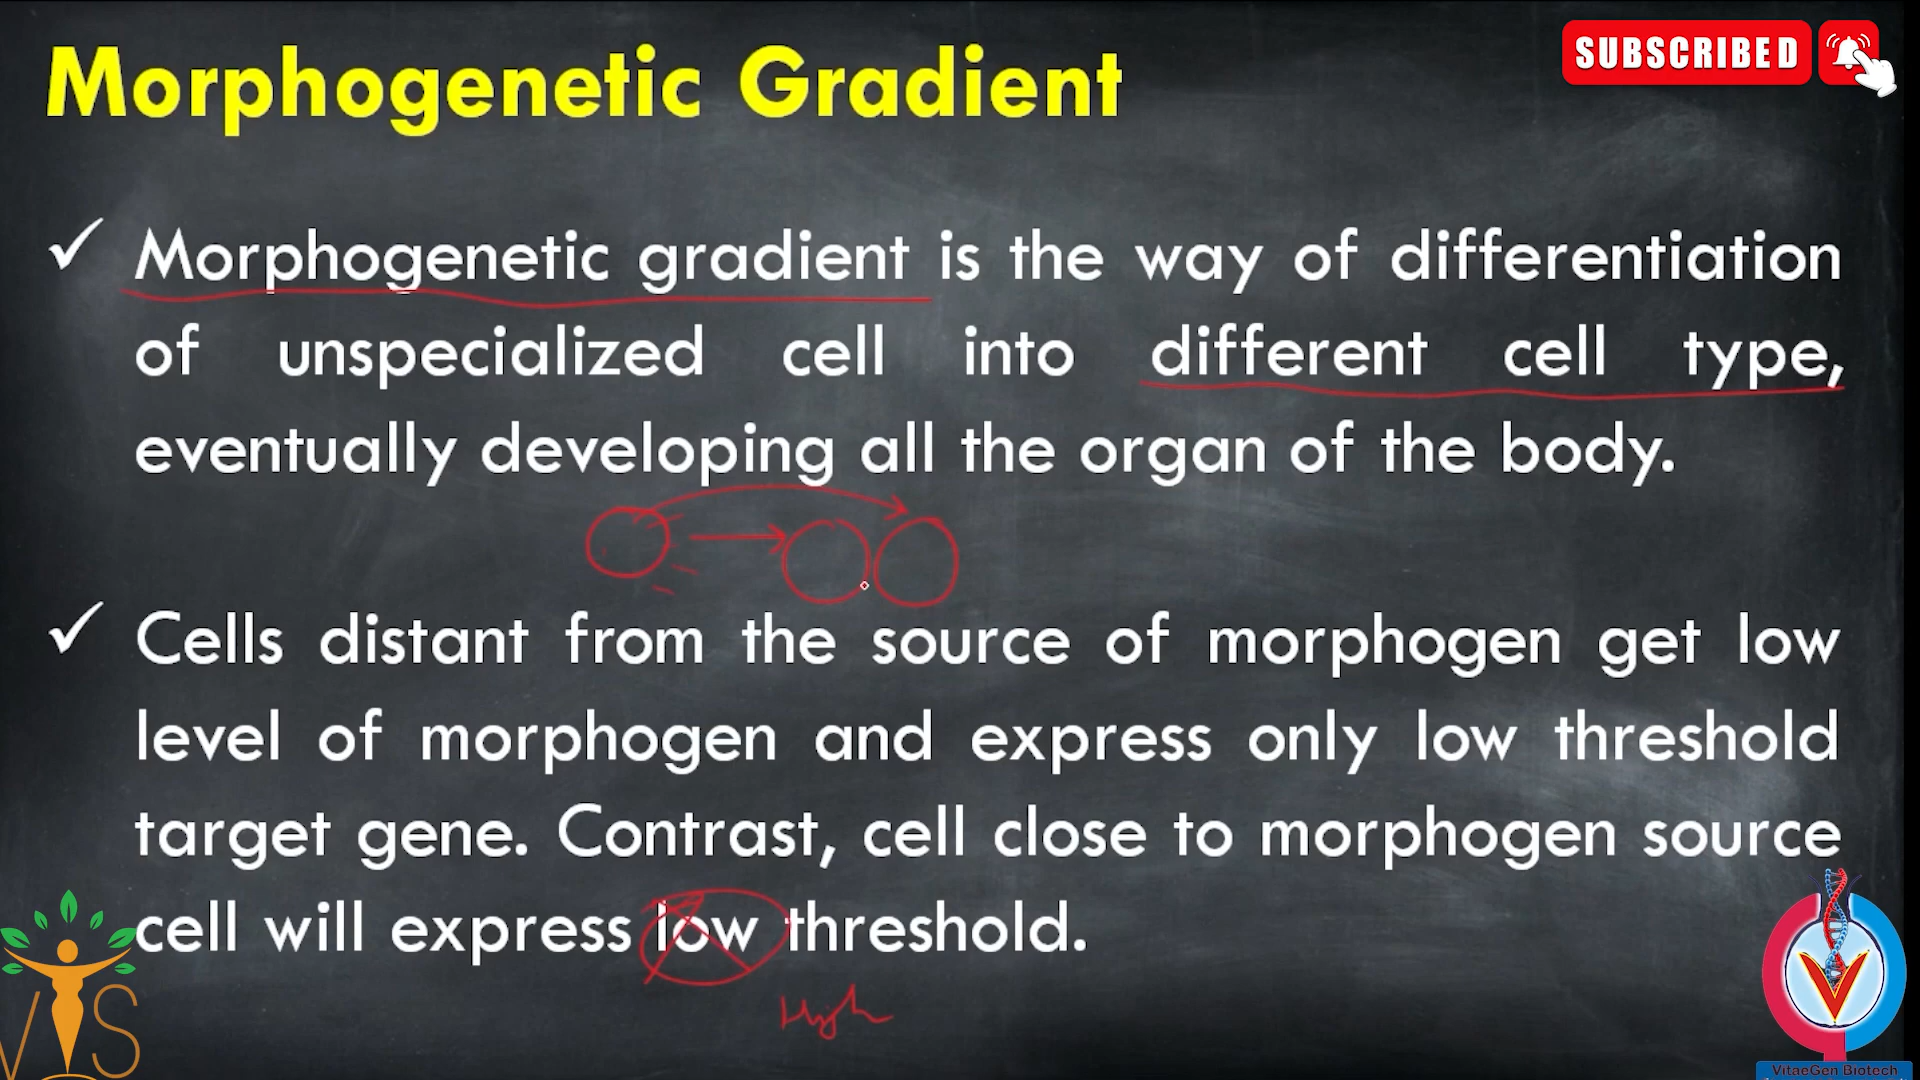 Morphogenetic Gradient
SUBSCRIBED
✓ Morphogenetic gradient is the way of differentiation
of unspecialized cell into different cell type,
eventually developing all the organ of the body.
✓ Cells distant from the source of morphogen get low
level of morphogen and express only low threshold
target gene. Contrast, cell close to morphogen source
cell will express low threshold.
High
VIS
VitaeGen Biotech